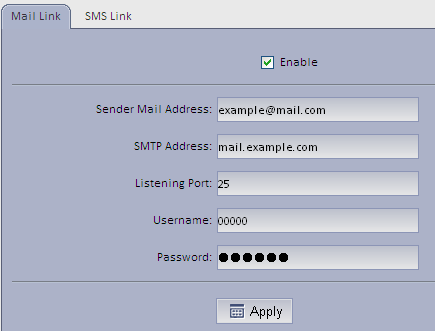 Mail Link SMS Link
Enable
Sender Mail Address: example@mail.com
SMTP Address: mail.example.com
Listening Port: 25
Username: 00000
Password: ●●●●●●
Apply